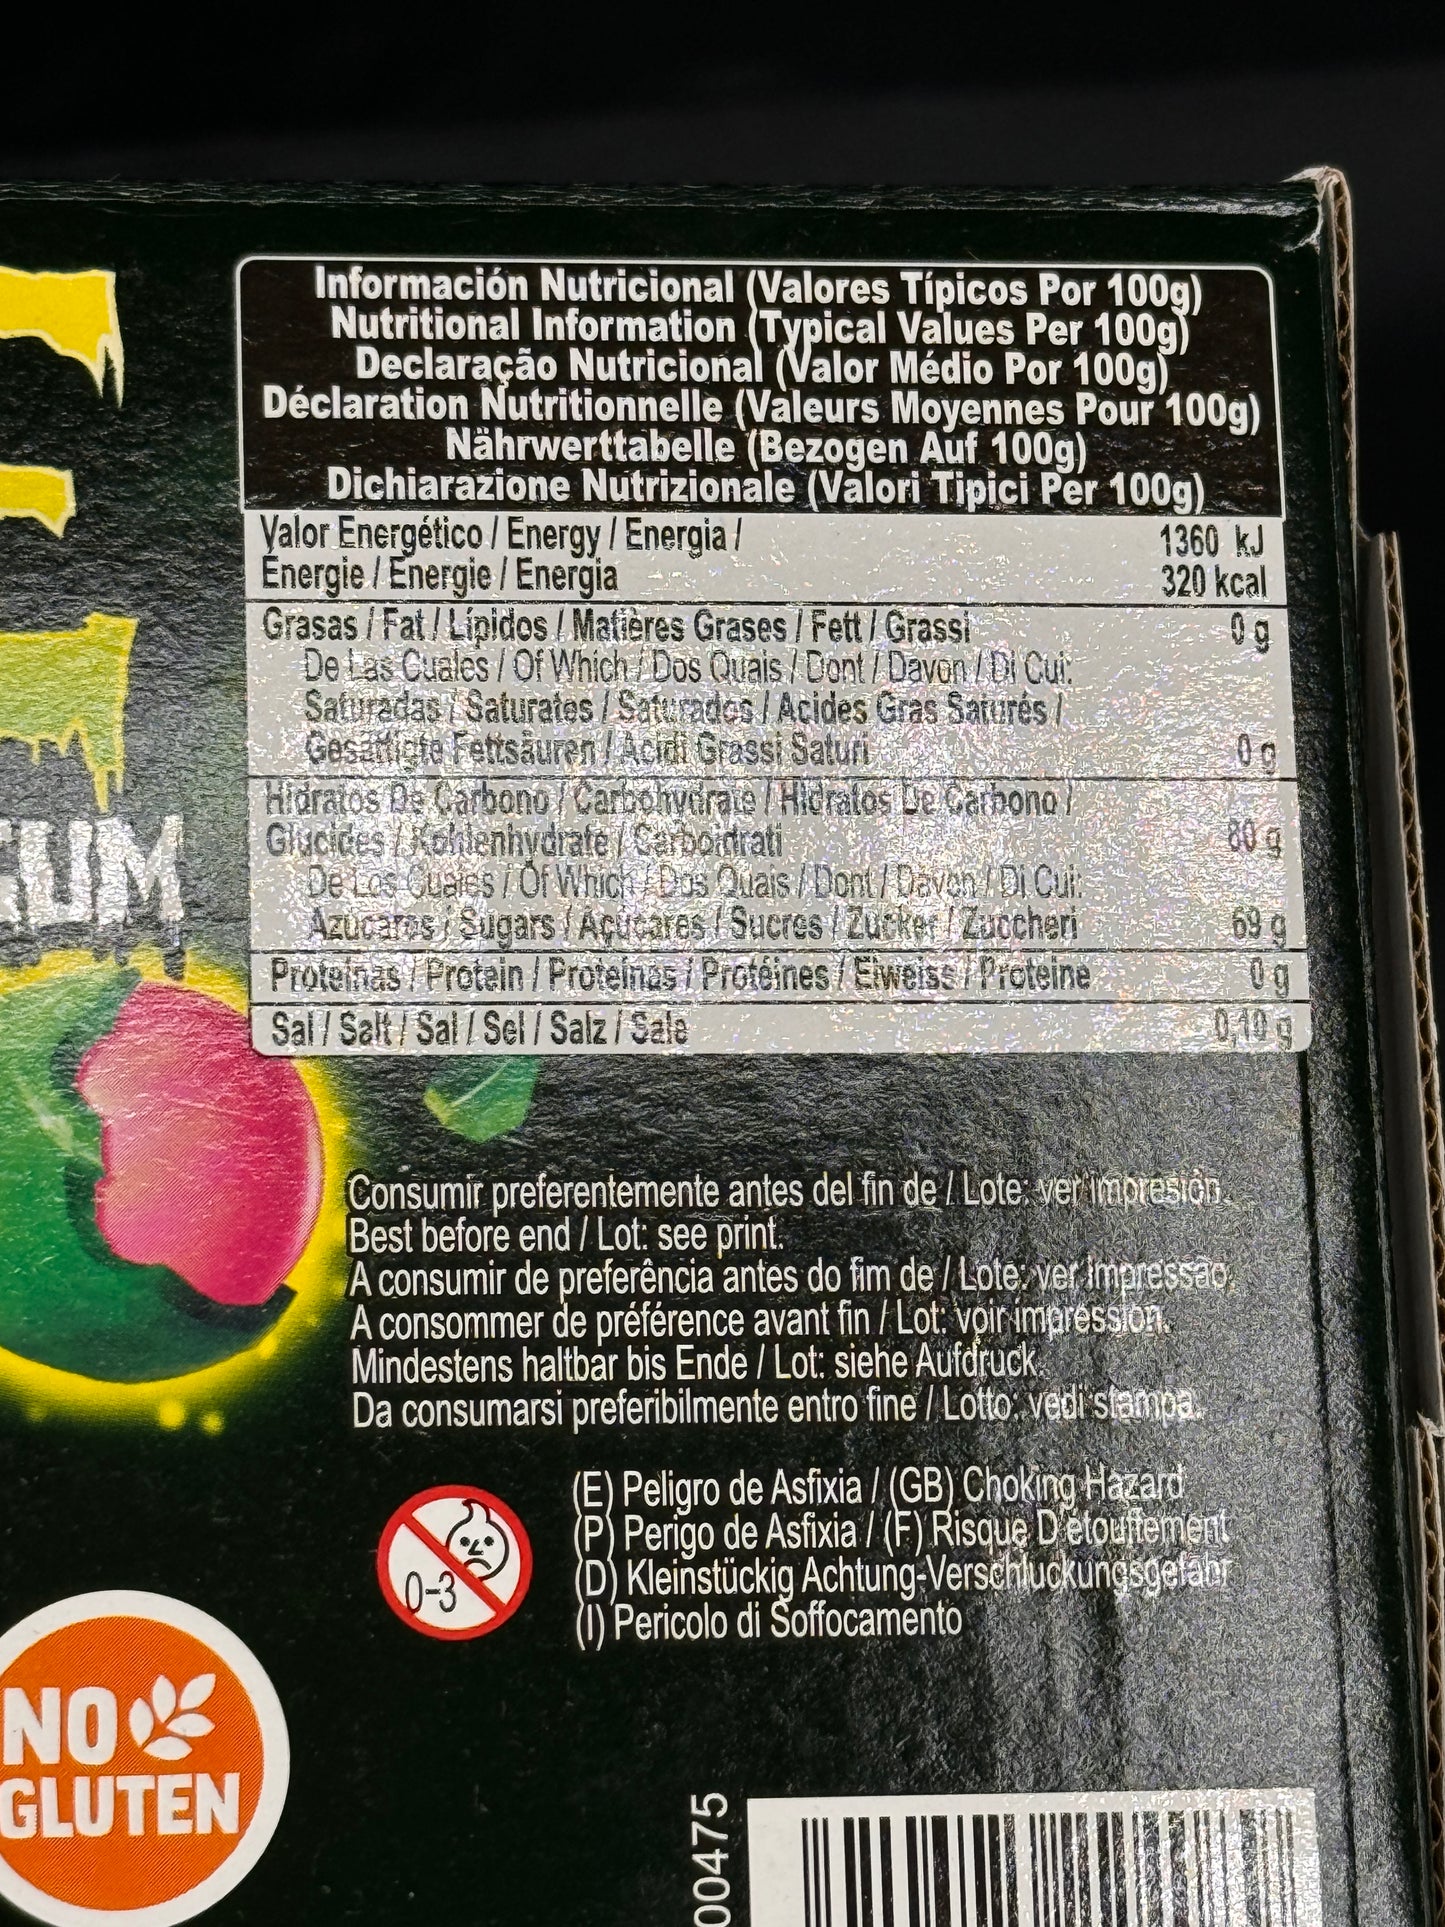 Información Nutricional (Valores Típicos Por 100g)
Nutritional Information (Typical Values Per 100g)
Declaração Nutricional (Valor Médio Por 100g)
Déclaration Nutritionnelle (Valeurs Moyennes Pour 100g)
Nährwerttabelle (Bezogen Auf 100g)
Dichiarazione Nutrizionale (Valori Tipici Per 100g)
Valor Energético / Energy / Energia / 1360 kJ
Energie / Energie / Energia 320 kcal
Grasas / Fat / Lípidos / Matières Grases / Fett / Grassi 0 g
De Las Cuales / Of Which / Dos Quais / Dont / Davon / Di Cui:
Saturadas / Saturates / Saturados / Acides Gras Saturés /
Gesättigte Fettsäuren / Acidi Grassi Saturi 0 g
Hidratos De Carbono / Carbohydrate / Hidratos De Carbono /
Glucides / Kohlenhydrate / Carboidrati 80 g
De Los Cuales / Of Which / Dos Quais / Dont / Davon / Di Cui:
Azúcares / Sugars / Açucares / Sucres / Zucker / Zuccheri 69 g
Proteínas / Protein / Proteínas / Protéines / Eiweiss / Proteine 0 g
Sal / Salt / Sal / Sel / Salz / Sale 0,10 g
GUM
Consumir preferentemente antes del fin de / Lote: ver impresión.
Best before end / Lot: see print.
A consumir de preferência antes do fim de / Lote: ver impressão.
A consommer de préférence avant fin / Lot: voir impression.
Mindestens haltbar bis Ende / Lot: siehe Aufdruck.
Da consumarsi preferibilmente entro fine / Lotto: vedi stampa.
(E) Peligro de Asfixia / (GB) Choking Hazard
(P) Perigo de Asfixia / (F) Risque D'étouffement
(D) Kleinstückig Achtung-Verschluckungsgefahr
(I) Pericolo di Soffocamento
0-3
NO
GLUTEN
00475